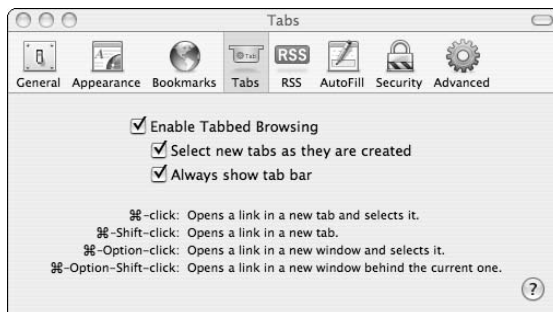 Tabs
Tab
RSS
General Appearance Bookmarks Tabs RSS AutoFill Security Advanced
Enable Tabbed Browsing
Select new tabs as they are created
Always show tab bar
⌘-click: Opens a link in a new tab and selects it.
⌘-Shift-click: Opens a link in a new tab.
⌘-Option-click: Opens a link in a new window and selects it.
⌘-Option-Shift-click: Opens a link in a new window behind the current one.
?